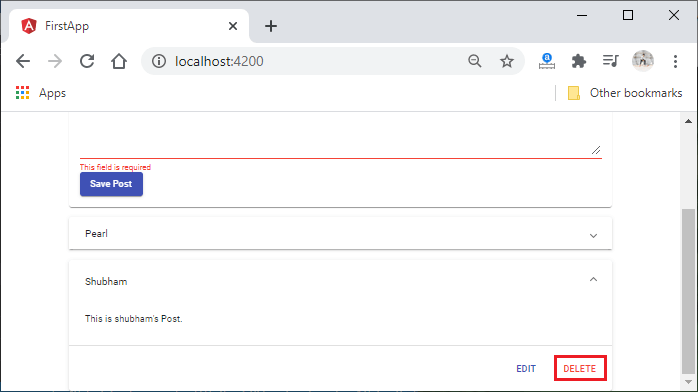 FirstApp
localhost:4200
Apps
Other bookmarks
This field is required
Save Post
Pearl
Shubham
This is shubham's Post.
EDIT
DELETE